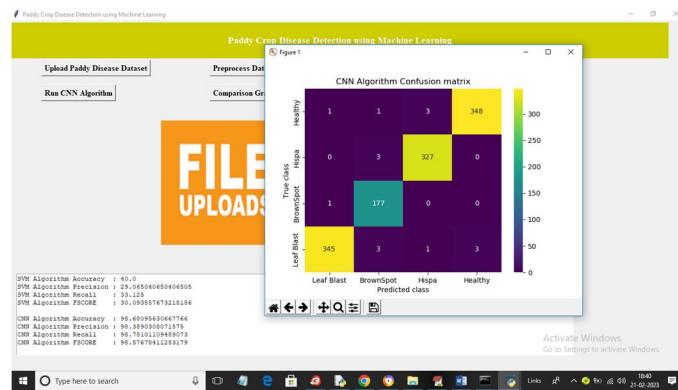 Paddy Crop Disease Detection using Machine Learning
Paddy Crop Disease Detection using Machine Learning
Upload Paddy Disease Dataset
Preprocess Dat
Run CNN Algorithm
Comparison Gra
FILE
UPLOADS
Figure 1
CNN Algorithm Confusion matrix
True class
Healthy
1 1 3 348
Hispa
0 3 327 0
BrownSpot
1 177 0 0
Leaf Blast
345 3 1 3
Leaf Blast BrownSpot Hispa Healthy
Predicted class
300
250
200
150
100
50
0
SVM Algorithm Accuracy : 40.0
SVM Algorithm Precision : 29.065040650406505
SVM Algorithm Recall : 33.125
SVM Algorithm FSCORE : 30.093557673218186
CNN Algorithm Accuracy : 98.68095630667766
CNN Algorithm Precision : 98.3890308071575
CNN Algorithm Recall : 98.78101109489073
CNN Algorithm FSCORE : 98.57678411283179
Activate Windows
Go to Settings to activate Windows.
Type here to search
Links
18:40
21-02-2023